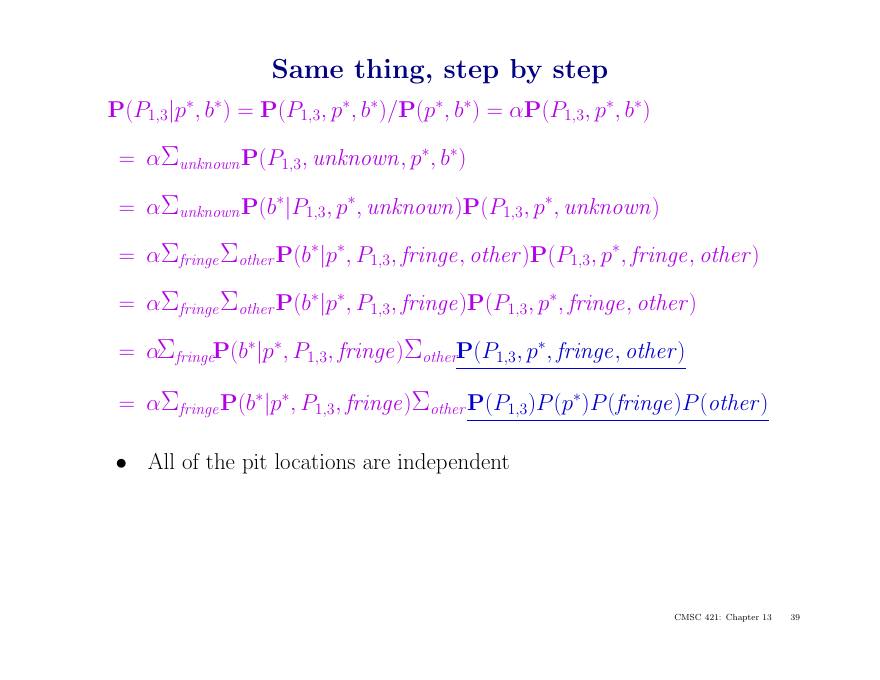 Same thing, step by step
P(P1,3|p*, b*) = P(P1,3, p*, b*)/P(p*, b*) = αP(P1,3, p*, b*)
= αΣunknownP(P1,3, unknown, p*, b*)
= αΣunknownP(b*|P1,3, p*, unknown)P(P1,3, p*, unknown)
= αΣfringeΣotherP(b*|p*, P1,3, fringe, other)P(P1,3, p*, fringe, other)
= αΣfringeΣotherP(b*|p*, P1,3, fringe)P(P1,3, p*, fringe, other)
= αΣfringeP(b*|p*, P1,3, fringe)ΣotherP(P1,3, p*, fringe, other)
= αΣfringeP(b*|p*, P1,3, fringe)ΣotherP(P1,3)P(p*)P(fringe)P(other)
• All of the pit locations are independent
CMSC 421: Chapter 13 39